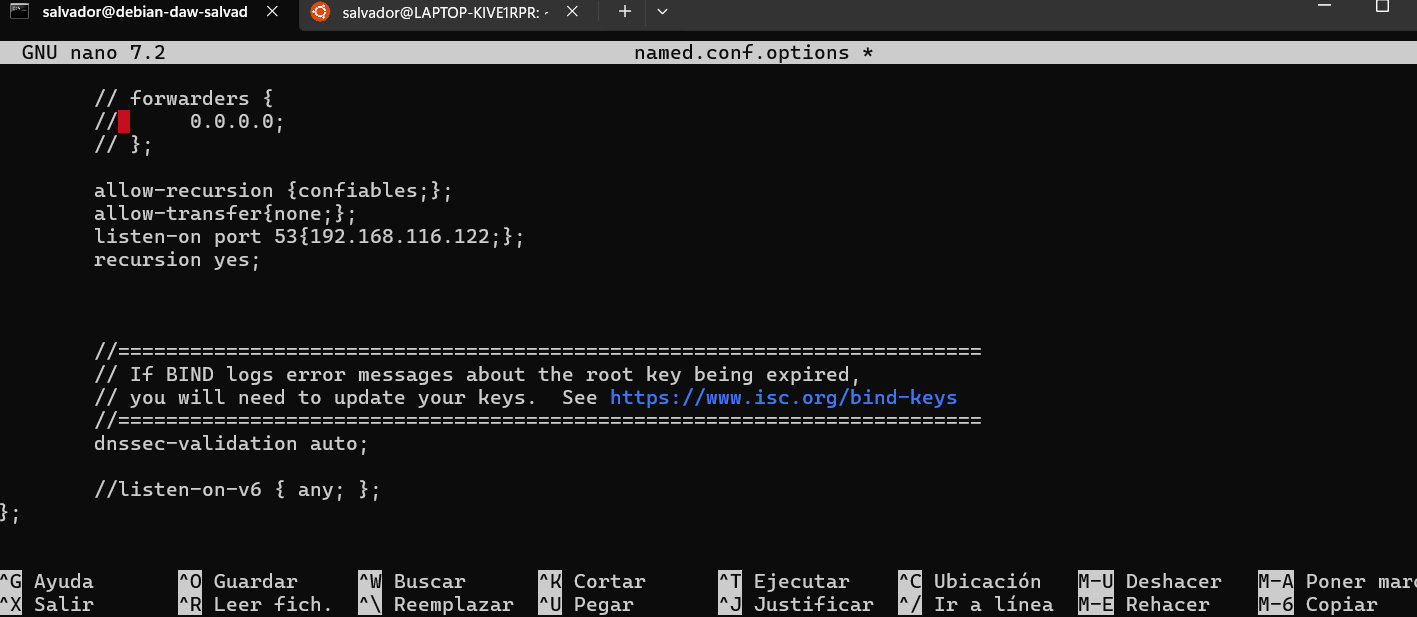 salvador@debian-daw-salvad
salvador@LAPTOP-KIVE1RPR: ~
GNU nano 7.2 named.conf.options *
// forwarders {
// 0.0.0.0;
// };
allow-recursion {confiables;};
allow-transfer{none;};
listen-on port 53{192.168.116.122;};
recursion yes;
//========================================================================
// If BIND logs error messages about the root key being expired,
// you will need to update your keys.  See https://www.isc.org/bind-keys
//========================================================================
dnssec-validation auto;
//listen-on-v6 { any; };
};
^G Ayuda ^O Guardar ^W Buscar ^K Cortar ^T Ejecutar ^C Ubicación M-U Deshacer M-A Poner marc
^X Salir ^R Leer fich. ^\ Reemplazar ^U Pegar ^J Justificar ^/ Ir a línea M-E Rehacer M-6 Copiar